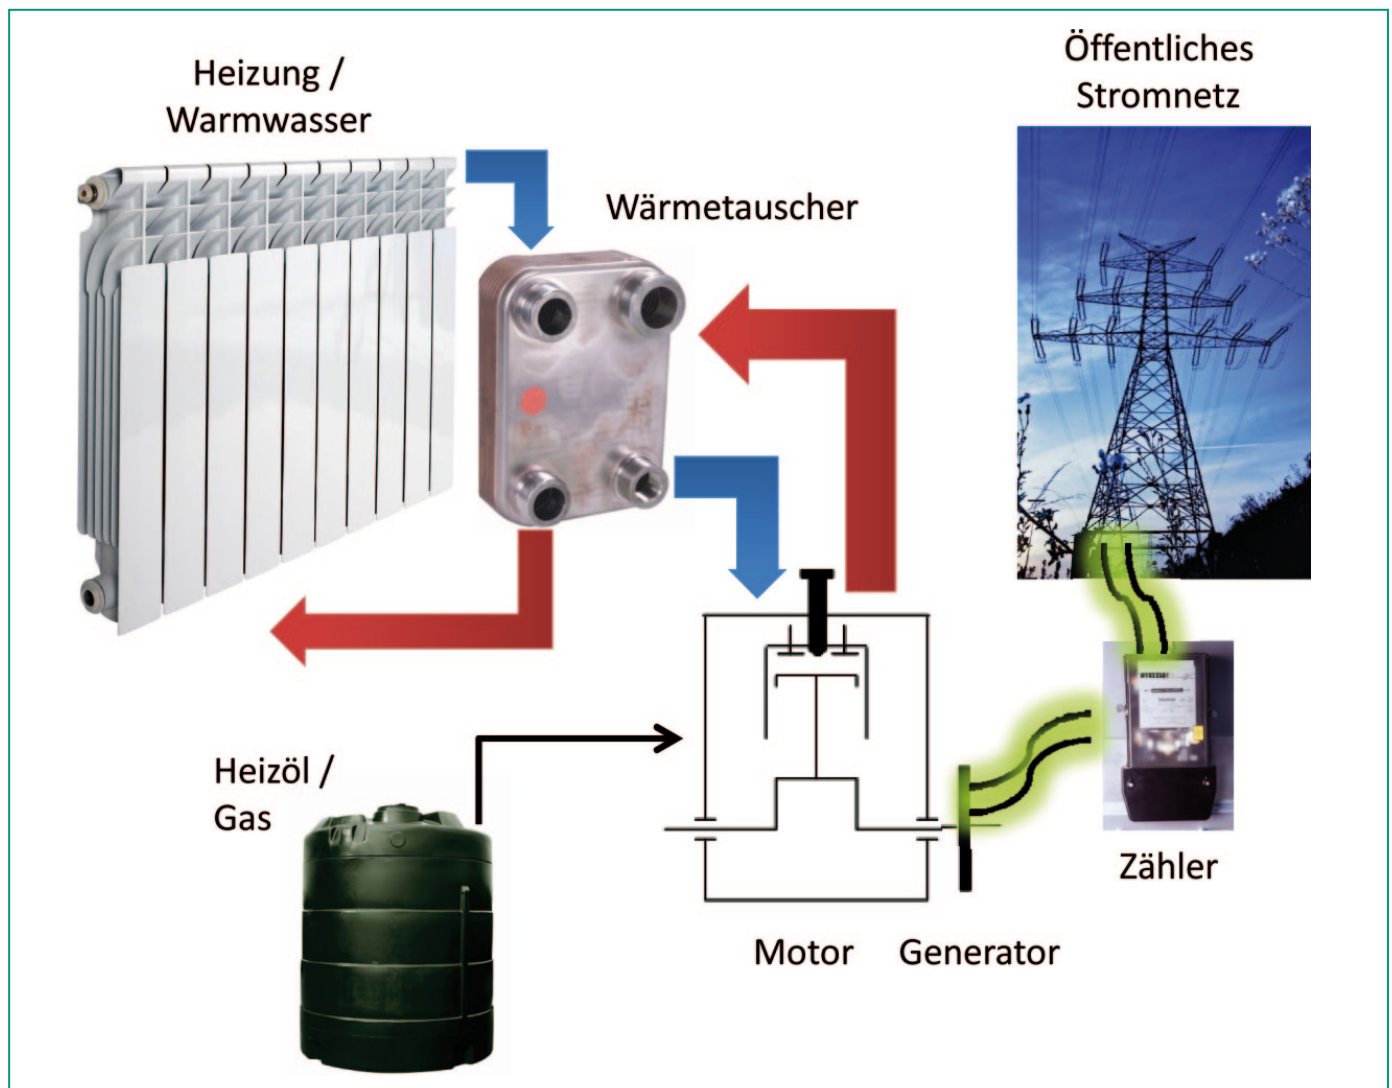 Heizung /
Warmwasser
Öffentliches
Stromnetz
Wärmetauscher
Heizöl /
Gas
Zähler
Motor
Generator